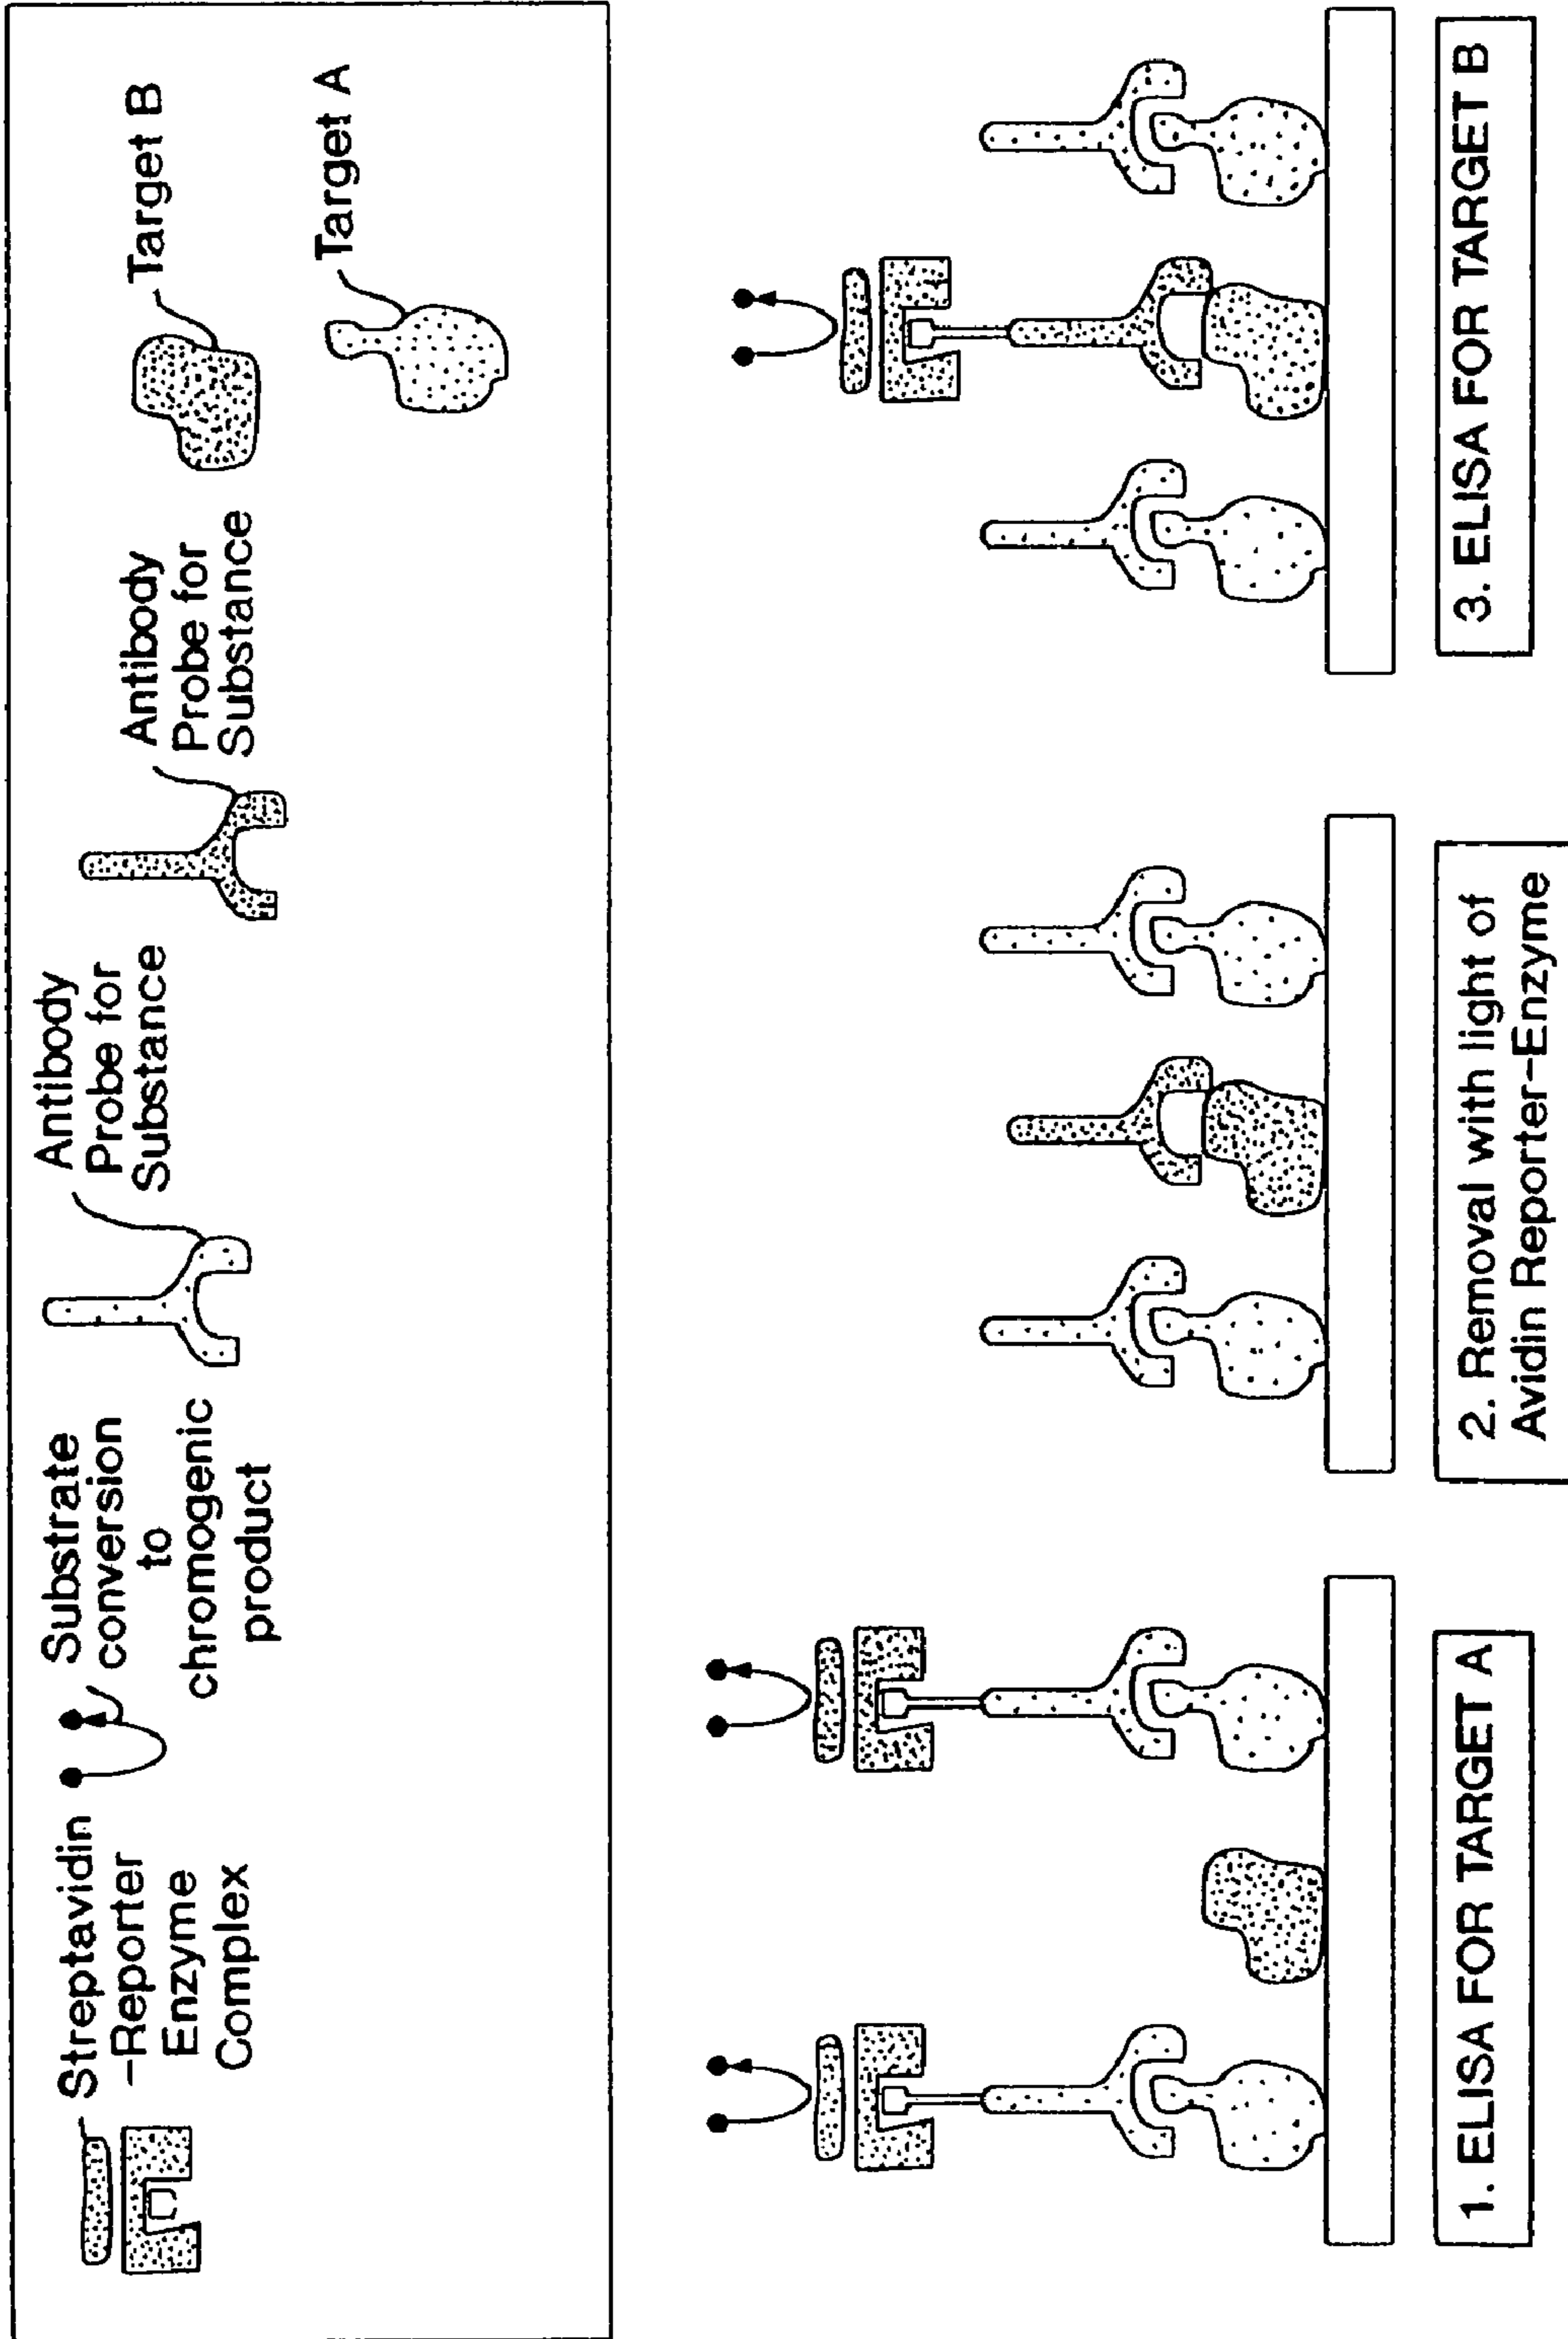 Streptavidin
-Reporter
Enzyme
Complex
Substrate
conversion
to
chromogenic
product
Antibody
Probe for
Substance
Antibody
Probe for
Substance
Target B
Target A
1. ELISA FOR TARGET A
2. Removal with light of
Avidin Reporter-Enzyme
3. ELISA FOR TARGET B